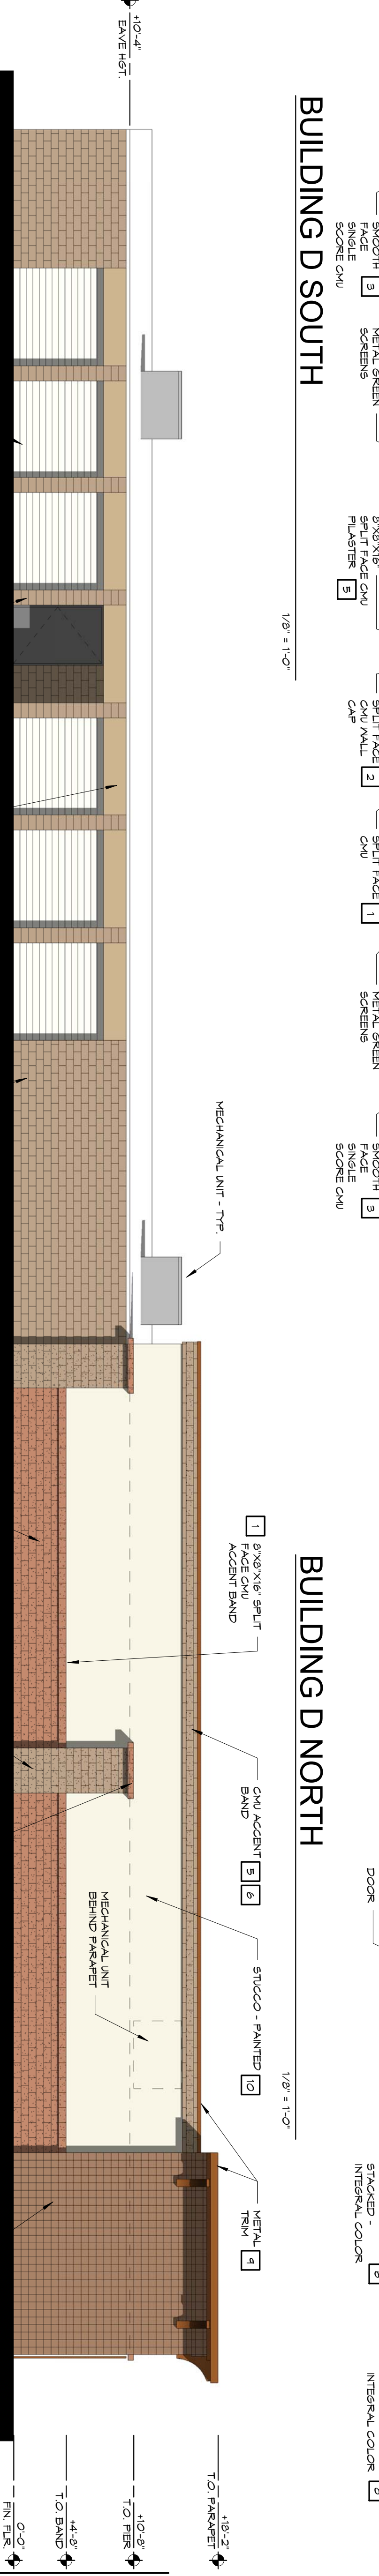 SMOOTH
FACE
SINGLE
SCORE CMU
3
METAL GREEN
SCREENS
8"X8"X16"
SPLIT FACE CMU
PILASTER
5
SPLIT FACE
CMU WALL
CAP
2
SPLIT FACE
CMU
1
METAL GREEN
SCREENS
SMOOTH
FACE
SINGLE
SCORE CMU
3
DOOR
STACKED -
INTEGRAL COLOR
INTEGRAL COLOR
BUILDING D SOUTH
1/8" = 1'-0"
BUILDING D NORTH
1/8" = 1'-0"
1
8"X8"X16" SPLIT
FACE CMU
ACCENT BAND
CMU ACCENT
BAND
5 6
STUCCO - PAINTED 10
METAL
TRIM
9
MECHANICAL UNIT - TYP.
MECHANICAL UNIT
BEHIND PARAPET
+10'-4"
EAVE HGT.
+18'-2"
T.O. PARAPET
+10'-8"
T.O. PIER
+4'-8"
T.O. BAND
0'-0"
FIN. FLR.